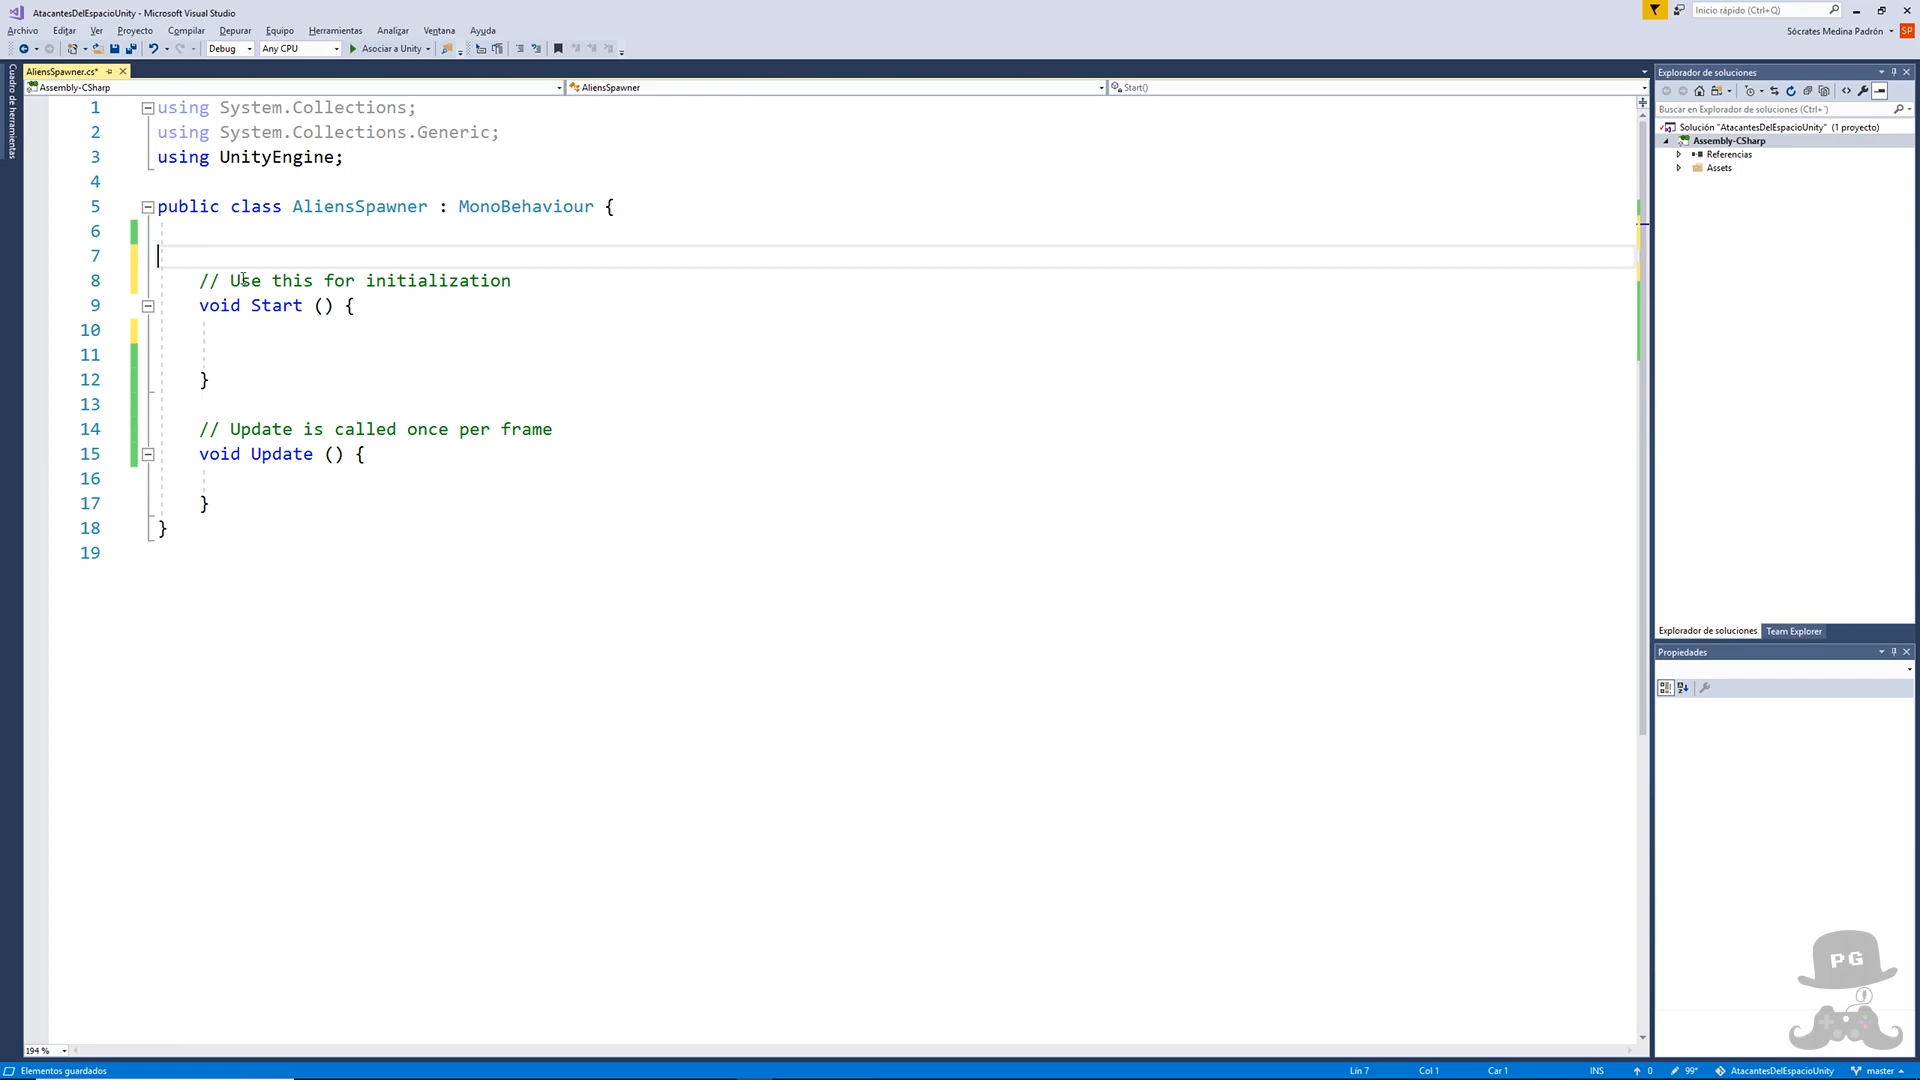 AtacantesDelEspacioUnity - Microsoft Visual Studio
Inicio rápido (Ctrl+Q)
Archivo Editar Ver Proyecto Compilar Depurar Equipo Herramientas Analizar Ventana Ayuda
Sócrates Medina Padrón
SP
Debug Any CPU Asociar a Unity
Cuadro de herramientas
AliensSpawner.cs*
Assembly-CSharp AliensSpawner Start()
1 using System.Collections;
2 using System.Collections.Generic;
3 using UnityEngine;
4
5 public class AliensSpawner : MonoBehaviour {
6
7
8 // Use this for initialization
9 void Start () {
10
11
12 }
13
14 // Update is called once per frame
15 void Update () {
16
17 }
18 }
19
Explorador de soluciones
Buscar en Explorador de soluciones (Ctrl+`)
Solución "AtacantesDelEspacioUnity" (1 proyecto)
Assembly-CSharp
Referencias
Assets
Explorador de soluciones Team Explorer
Propiedades
PG
194 %
Elementos guardados Lín 7 Col 1 Car 1 INS 0 99* AtacantesDelEspacioUnity master